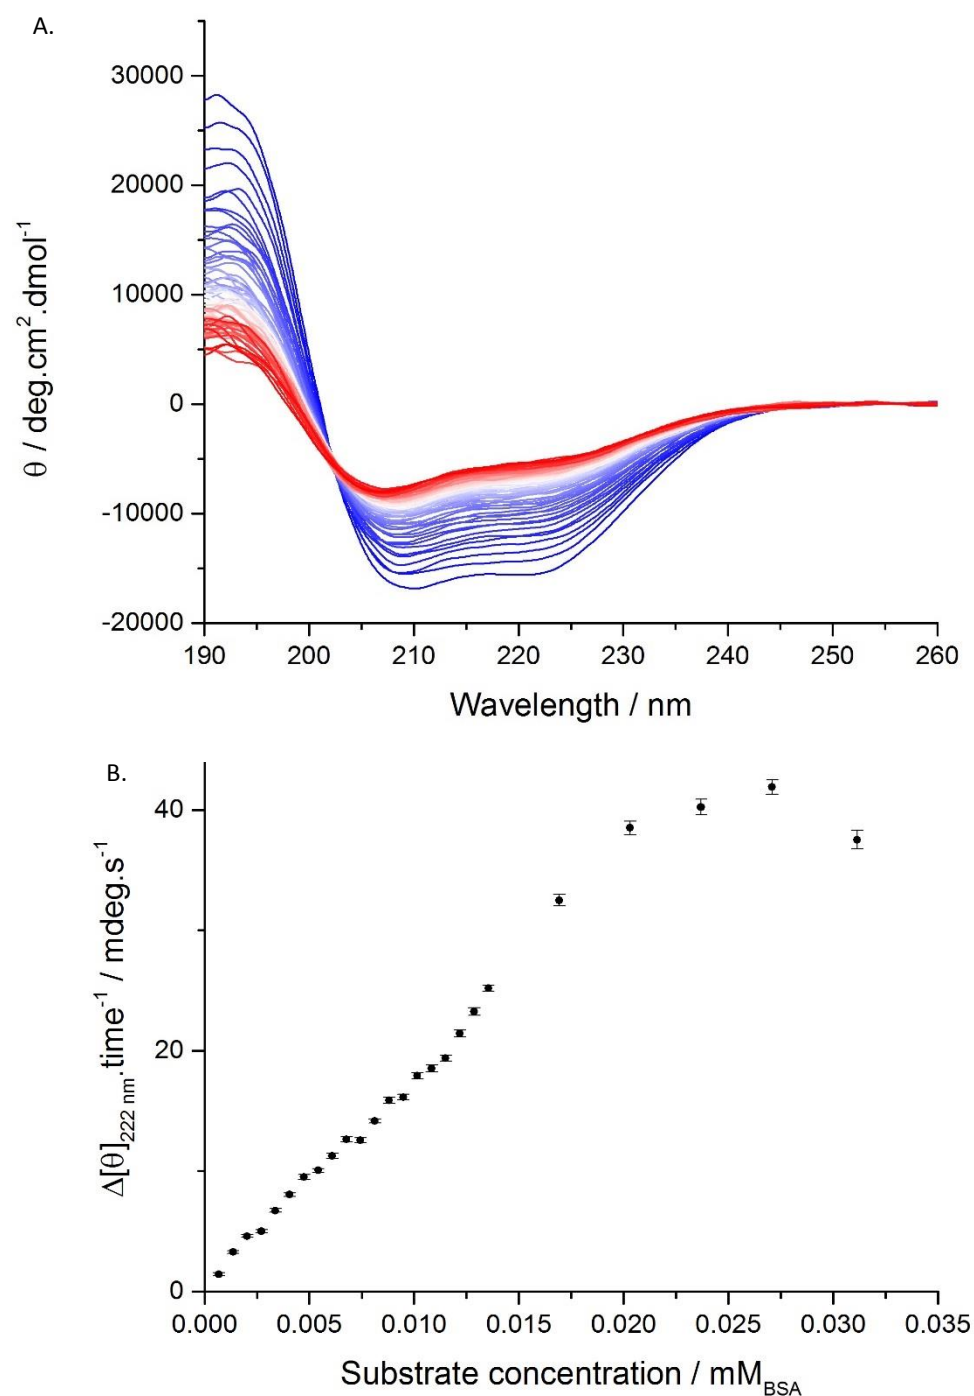 A.
30000
20000
10000
0
-10000
-20000
θ / deg.cm².dmol⁻¹
190 200 210 220 230 240 250 260
Wavelength / nm
B.
40
20
0
Δ[θ]₂₂₂ ₙₘ.time⁻¹ / mdeg.s⁻¹
0.000 0.005 0.010 0.015 0.020 0.025 0.030 0.035
Substrate concentration / mM_BSA